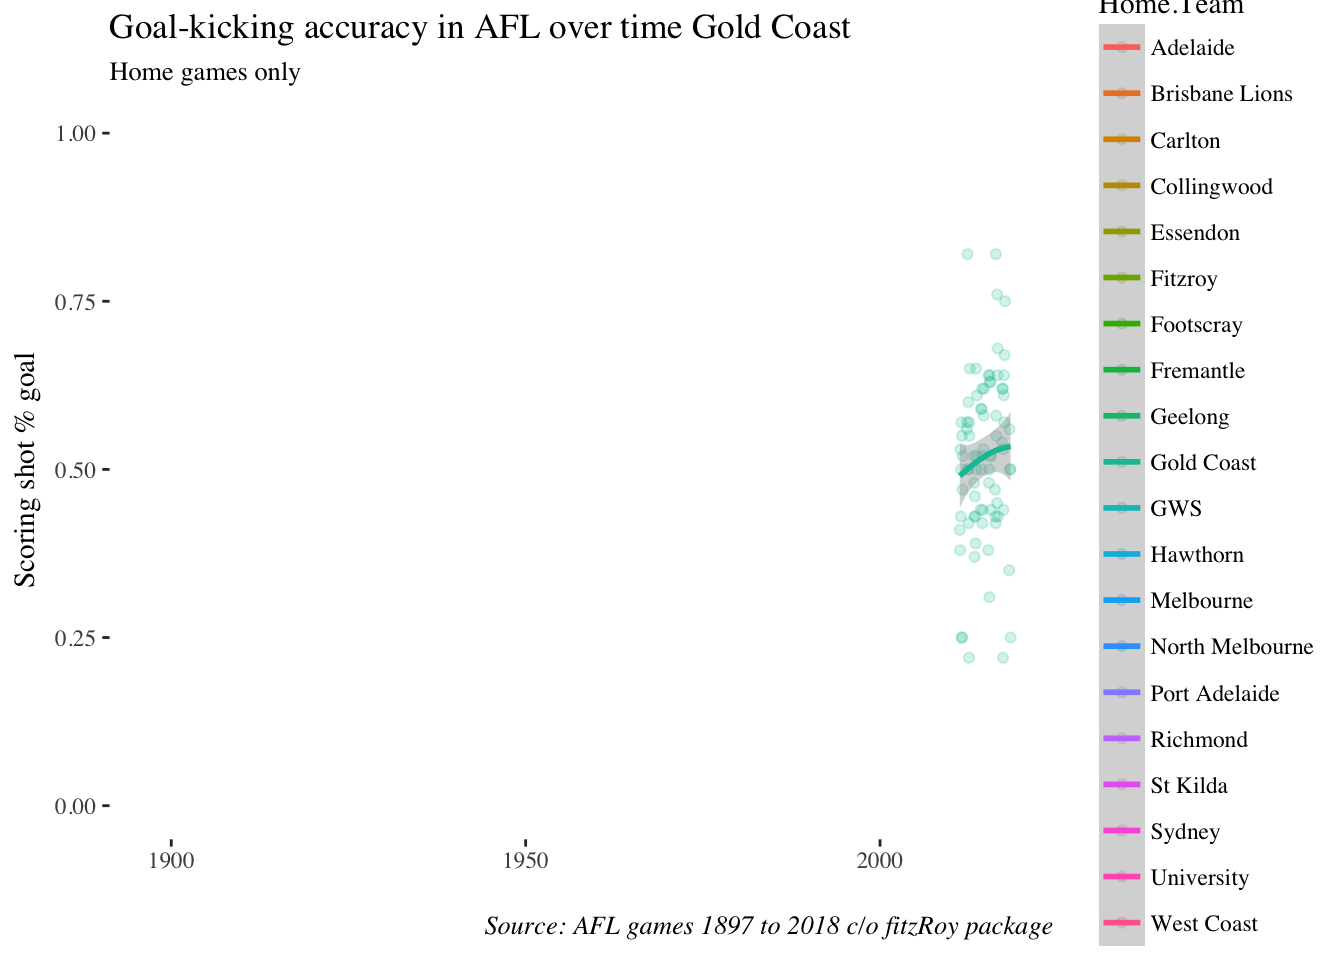 Goal-kicking accuracy in AFL over time Gold Coast
Home games only
Scoring shot % goal
1.00
0.75
0.50
0.25
0.00
1900
1950
2000
Source: AFL games 1897 to 2018 c/o fitzRoy package
Home.Team
Adelaide
Brisbane Lions
Carlton
Collingwood
Essendon
Fitzroy
Footscray
Fremantle
Geelong
Gold Coast
GWS
Hawthorn
Melbourne
North Melbourne
Port Adelaide
Richmond
St Kilda
Sydney
University
West Coast